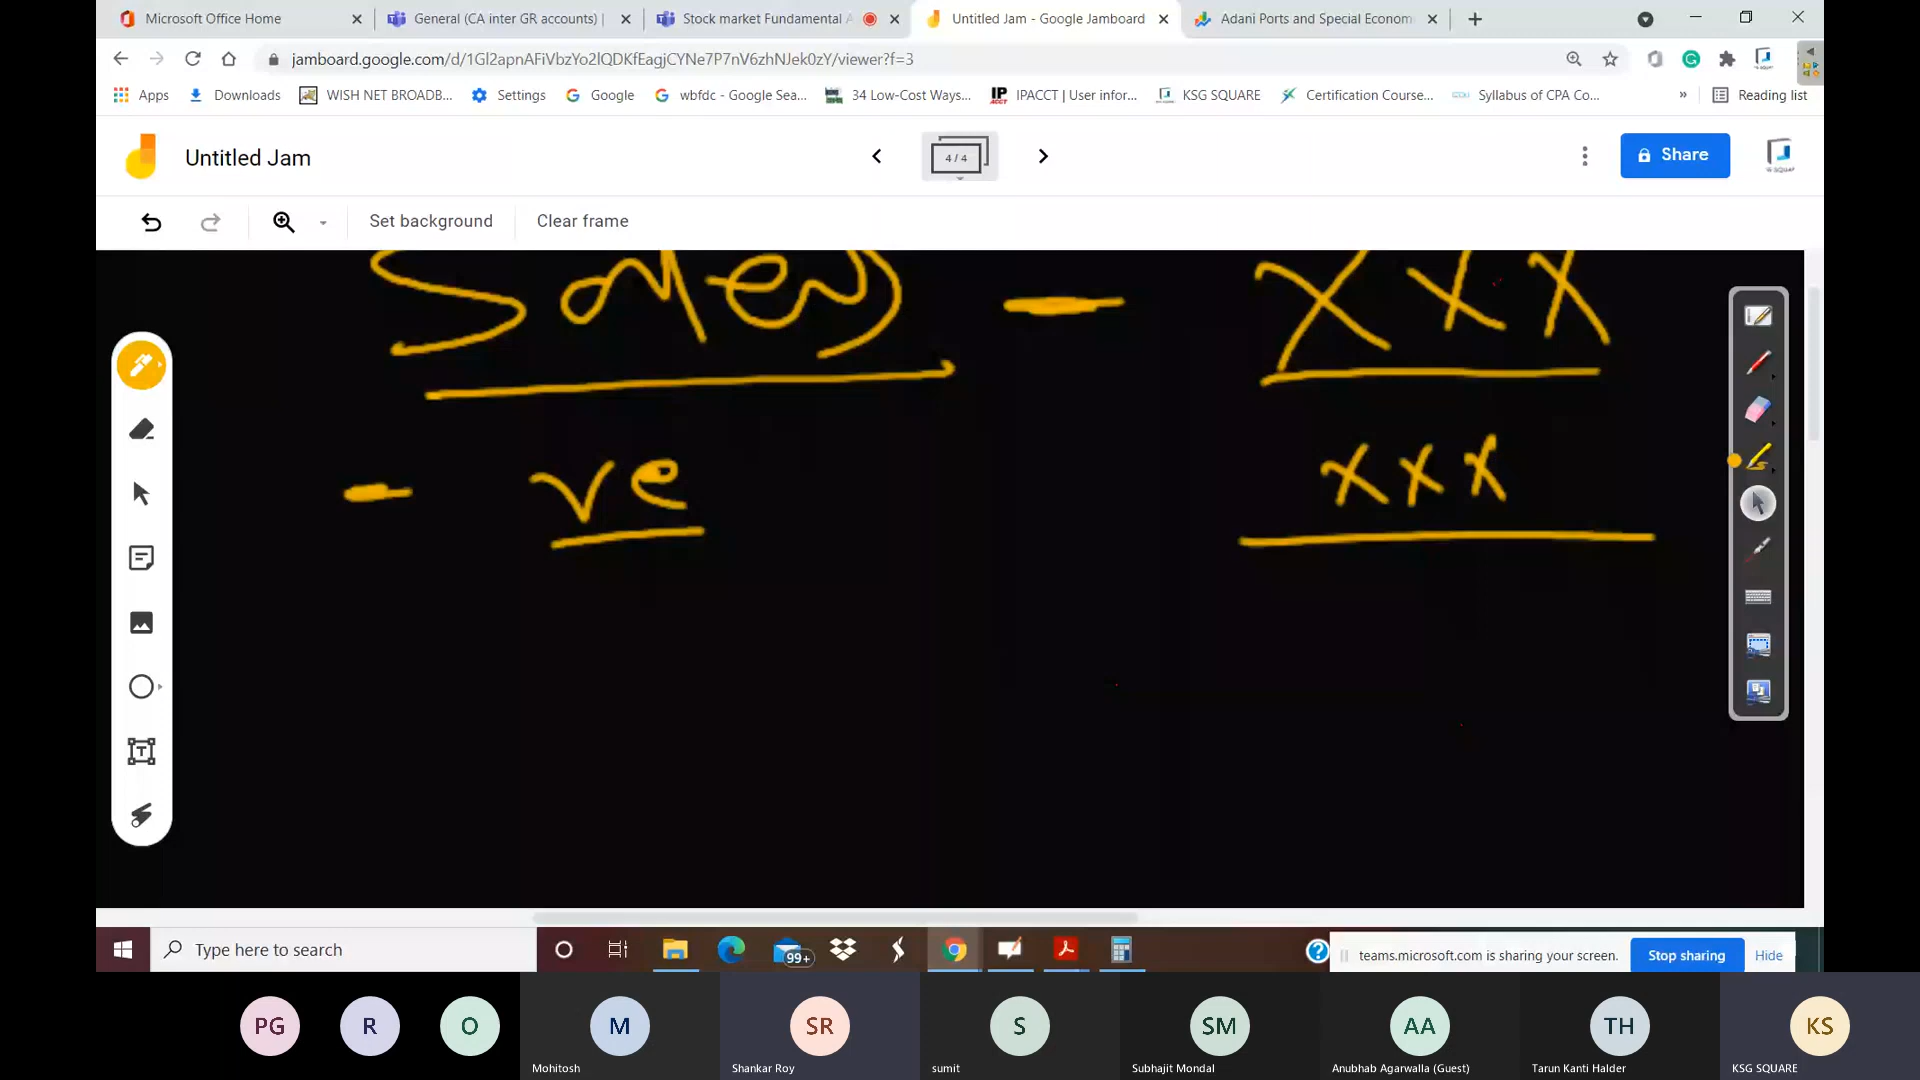 Microsoft Office Home
General (CA inter GR accounts) |
Stock market Fundamental A
Untitled Jam - Google Jamboard
Adani Ports and Special Econom
jamboard.google.com/d/1Gl2apnAFiVbzYo2lQDKfEagjCYNe7P7nV6zhNJek0zY/viewer?f=3
Apps
Downloads
WISH NET BROADB...
Settings
Google
wbfdc - Google Sea...
34 Low-Cost Ways...
IPACCT | User infor...
KSG SQUARE
Certification Course...
Syllabus of CPA Co...
»
Reading list
Untitled Jam
4 / 4
Share
Set background
Clear frame
Sales - XXX
- ve XXX
Type here to search
99+
teams.microsoft.com is sharing your screen.
Stop sharing
Hide
PG
R
O
M
SR
S
SM
AA
TH
KS
Mohitosh
Shankar Roy
sumit
Subhajit Mondal
Anubhab Agarwalla (Guest)
Tarun Kanti Halder
KSG SQUARE